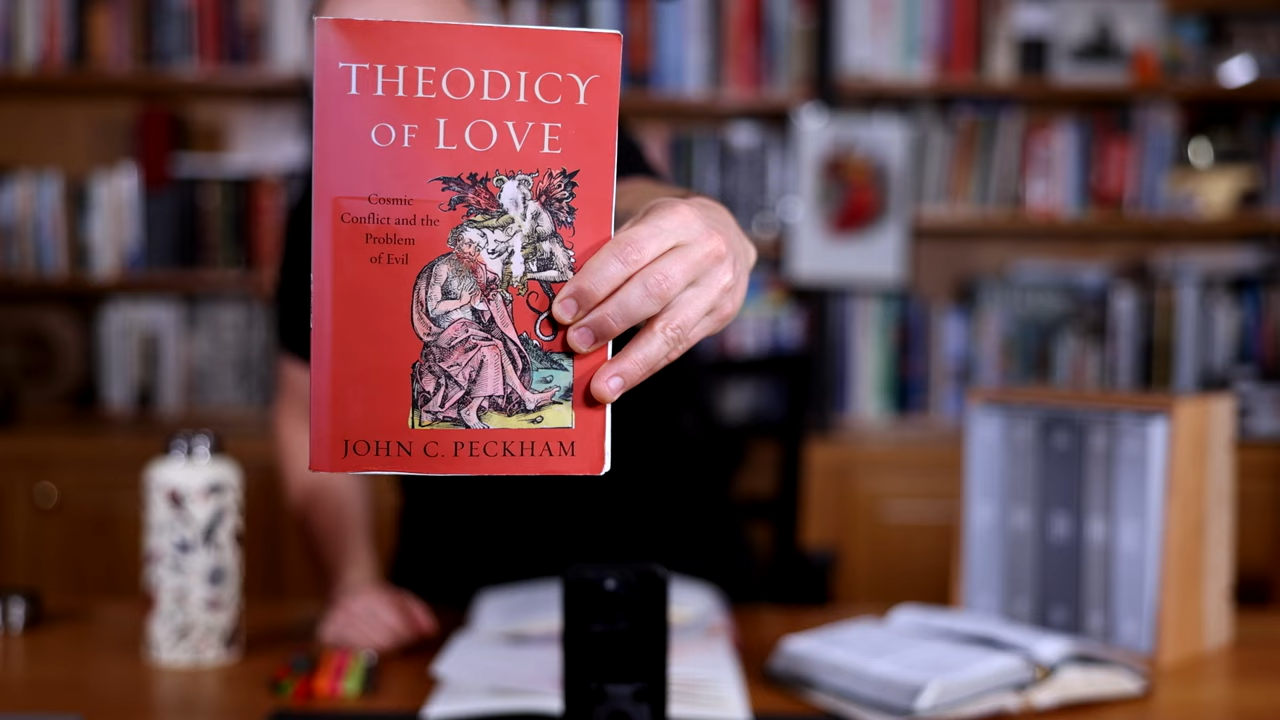 THEODICY
OF LOVE
Cosmic
Conflict and the
Problem
of Evil
JOHN C. PECKHAM